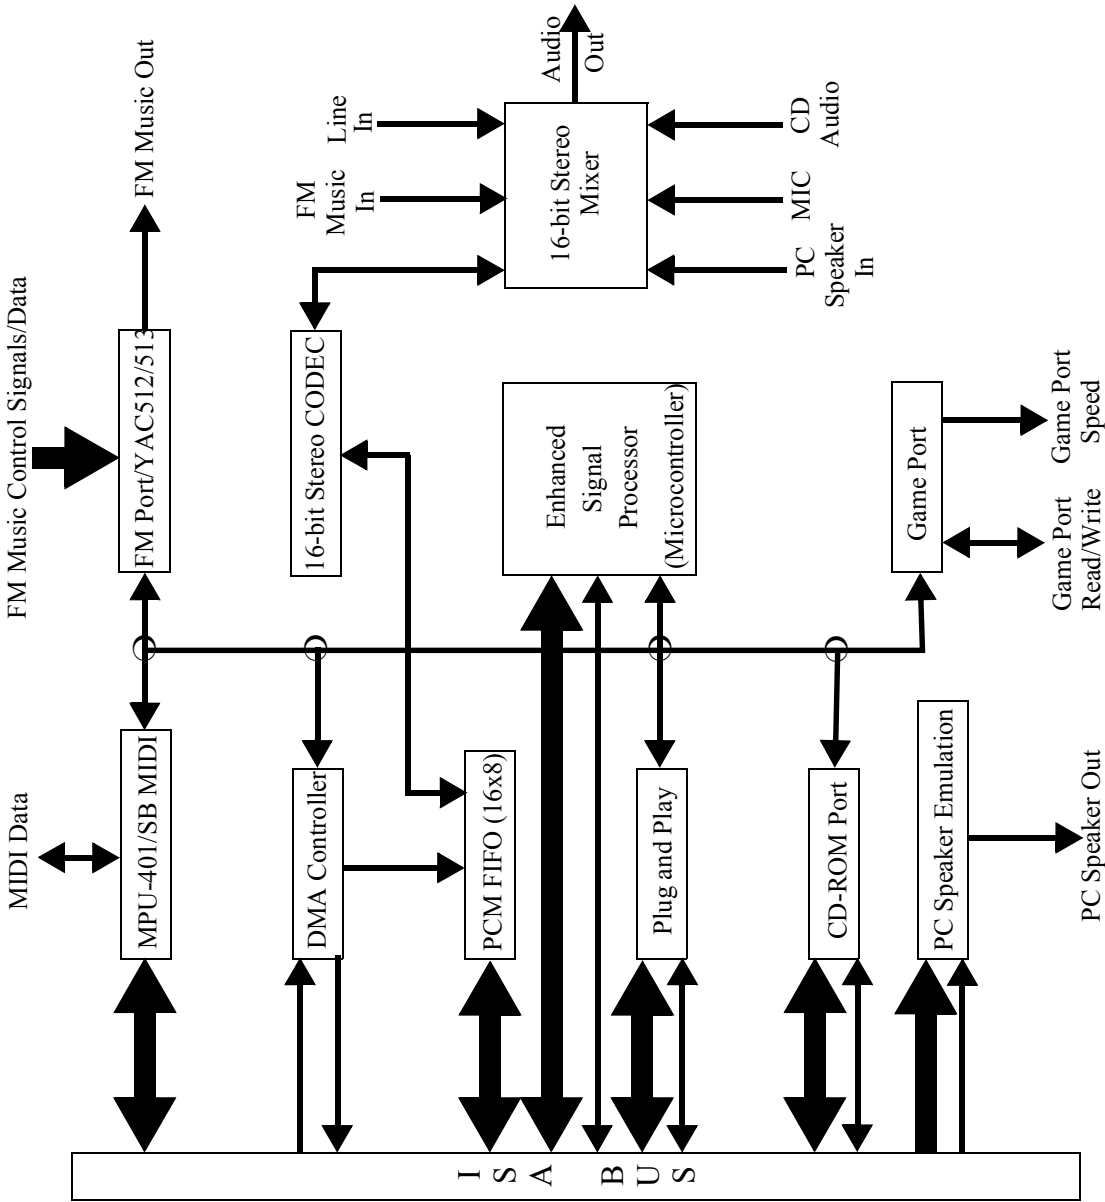 FM Music Control Signals/Data
FM Music Out
MIDI Data
MPU-401/SB MIDI
FM Port/YAC512/513
FM
Music
In
Line
In
Audio
Out
DMA Controller
16-bit Stereo CODEC
16-bit Stereo
Mixer
PCM FIFO (16x8)
Enhanced
Signal
Processor
(Microcontroller)
PC
Speaker
In
MIC
CD
Audio
Plug and Play
CD-ROM Port
Game Port
PC Speaker Emulation
Game Port
Read/Write
Game Port
Speed
PC Speaker Out
I
S
A
B
U
S